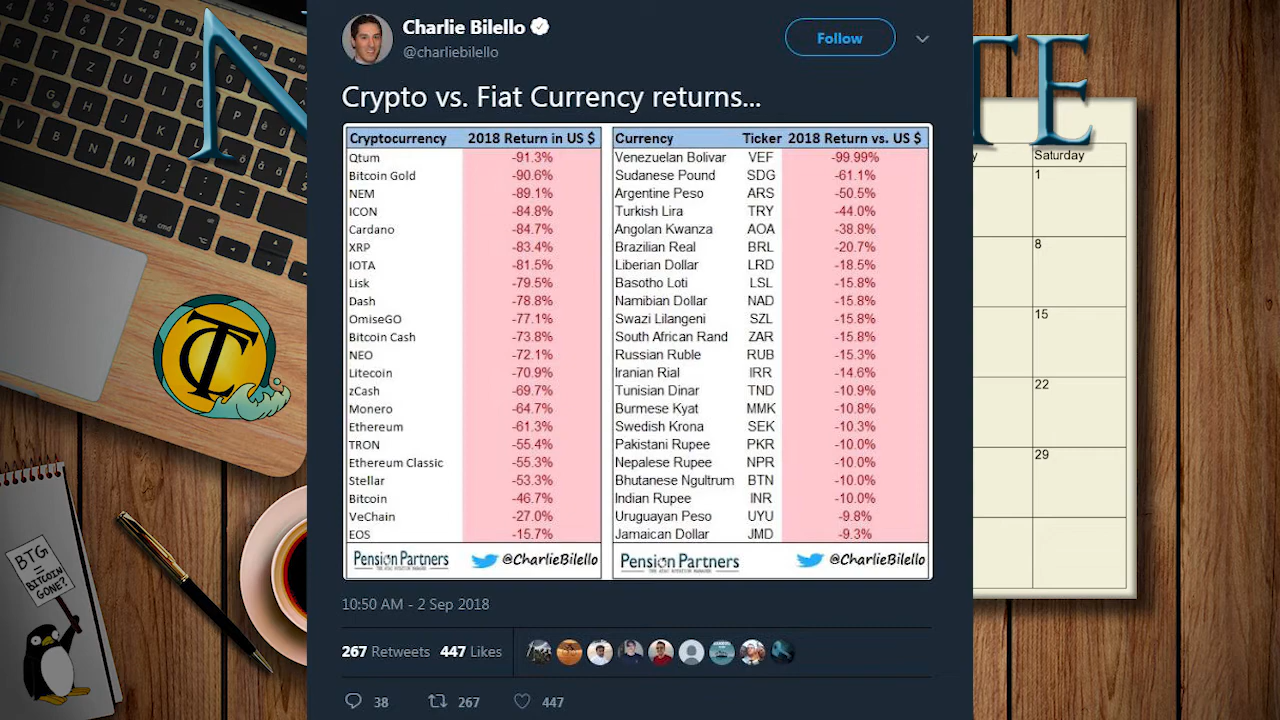 Charlie Bilello
@charliebilello
Follow
Crypto vs. Fiat Currency returns...
Cryptocurrency 2018 Return in US $
Qtum -91.3%
Bitcoin Gold -90.6%
NEM -89.1%
ICON -84.8%
Cardano -84.7%
XRP -83.4%
IOTA -81.5%
Lisk -79.5%
Dash -78.8%
OmiseGO -77.1%
Bitcoin Cash -73.8%
NEO -72.1%
Litecoin -70.9%
zCash -69.7%
Monero -64.7%
Ethereum -61.3%
TRON -55.4%
Ethereum Classic -55.3%
Stellar -53.3%
Bitcoin -46.7%
VeChain -27.0%
EOS -15.7%
Pension Partners @CharlieBilello
Currency Ticker 2018 Return vs. US $
Venezuelan Bolivar VEF -99.99%
Sudanese Pound SDG -61.1%
Argentine Peso ARS -50.5%
Turkish Lira TRY -44.0%
Angolan Kwanza AOA -38.8%
Brazilian Real BRL -20.7%
Liberian Dollar LRD -18.5%
Basotho Loti LSL -15.8%
Namibian Dollar NAD -15.8%
Swazi Lilangeni SZL -15.8%
South African Rand ZAR -15.8%
Russian Ruble RUB -15.3%
Iranian Rial IRR -14.6%
Tunisian Dinar TND -10.9%
Burmese Kyat MMK -10.8%
Swedish Krona SEK -10.3%
Pakistani Rupee PKR -10.0%
Nepalese Rupee NPR -10.0%
Bhutanese Ngultrum BTN -10.0%
Indian Rupee INR -10.0%
Uruguayan Peso UYU -9.8%
Jamaican Dollar JMD -9.3%
Pension Partners @CharlieBilello
10:50 AM - 2 Sep 2018
267 Retweets 447 Likes
38 267 447
BTG
=
BITCOIN
GONE?
TC
TE
Saturday
1
8
15
22
29